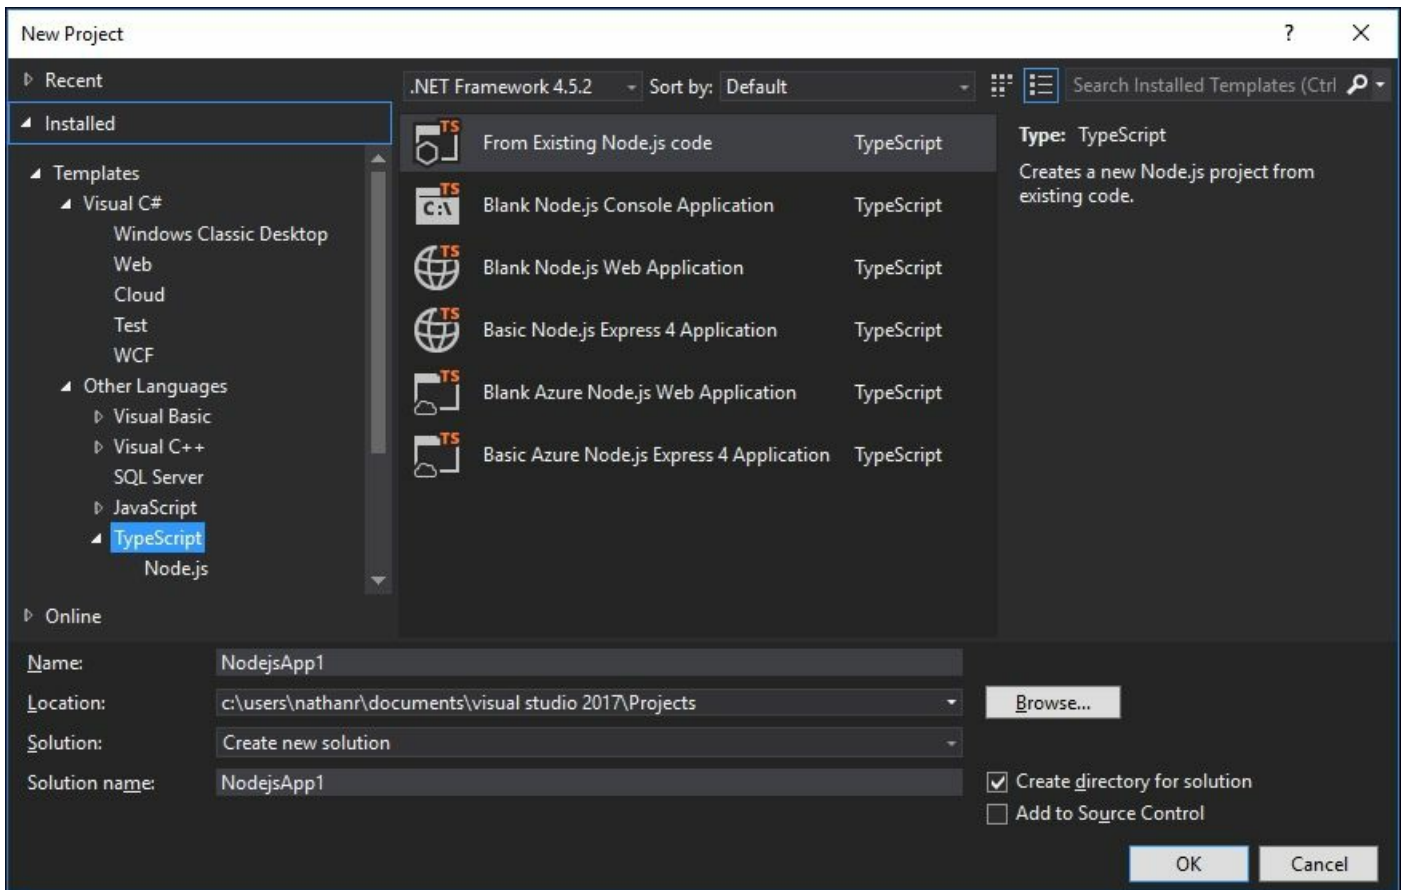 New Project
?
Recent
Installed
Templates
Visual C#
Windows Classic Desktop
Web
Cloud
Test
WCF
Other Languages
Visual Basic
Visual C++
SQL Server
JavaScript
TypeScript
Node.js
Online
.NET Framework 4.5.2 Sort by: Default
Search Installed Templates (Ctrl
TS From Existing Node.js code TypeScript
TS C:\ Blank Node.js Console Application TypeScript
TS Blank Node.js Web Application TypeScript
TS Basic Node.js Express 4 Application TypeScript
TS Blank Azure Node.js Web Application TypeScript
TS Basic Azure Node.js Express 4 Application TypeScript
Type: TypeScript
Creates a new Node.js project from
existing code.
Name: NodejsApp1
Location: c:\users\nathanr\documents\visual studio 2017\Projects Browse...
Solution: Create new solution
Solution name: NodejsApp1
Create directory for solution
Add to Source Control
OK Cancel